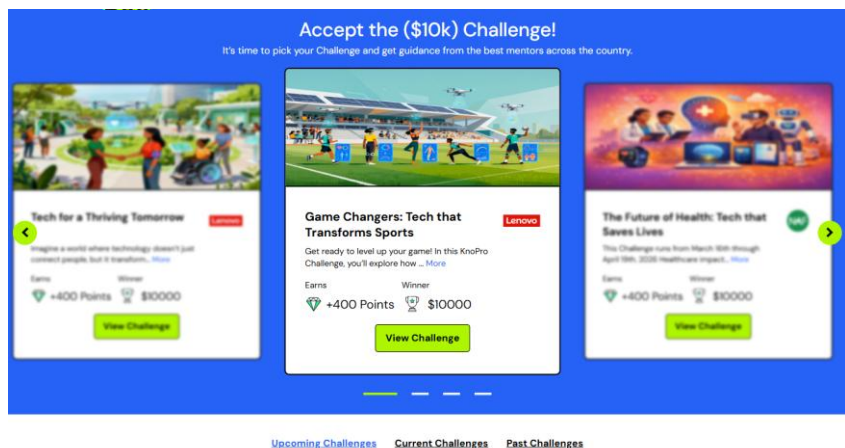 Accept the ($10k) Challenge!
It's time to pick your Challenge and get guidance from the best mentors across the country.
Tech for a Thriving Tomorrow
Lenovo
Imagine a world where technology doesn't just
connect people, but it transform... More
Earns
Winner
+400 Points
$10000
View Challenge
Game Changers: Tech that
Transforms Sports
Lenovo
Get ready to level up your game! In this KnoPro
Challenge, you'll explore how ... More
Earns
Winner
+400 Points
$10000
View Challenge
The Future of Health: Tech that
Saves Lives
NAF
This Challenge runs from March 16th through
April 19th, 2026 Healthcare impact... More
Earns
Winner
+400 Points
$10000
View Challenge
Upcoming Challenges
Current Challenges
Past Challenges